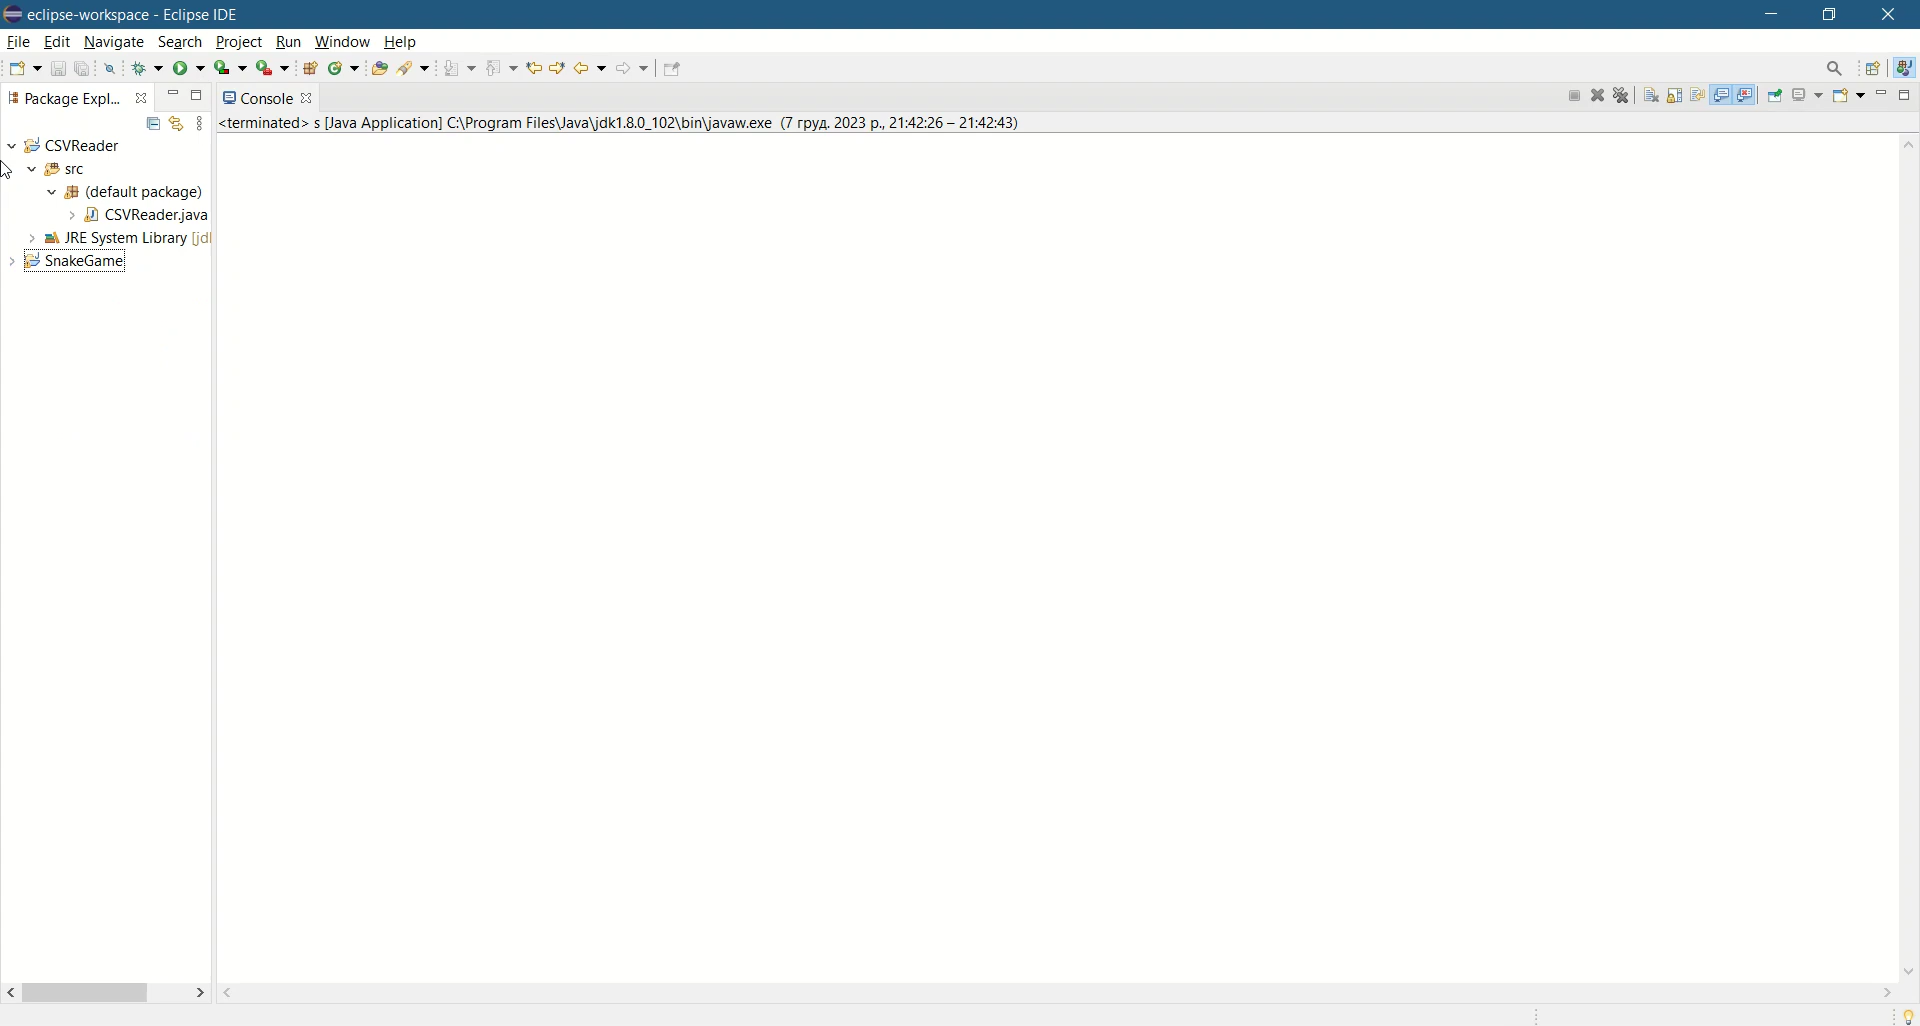 eclipse-workspace - Eclipse IDE
File Edit Navigate Search Project Run Window Help
Package Expl...
Console
<terminated> s [Java Application] C:\Program Files\Java\jdk1.8.0_102\bin\javaw.exe (7 груд. 2023 р., 21:42:26 – 21:42:43)
CSVReader
src
(default package)
CSVReader.java
JRE System Library [jd
SnakeGame